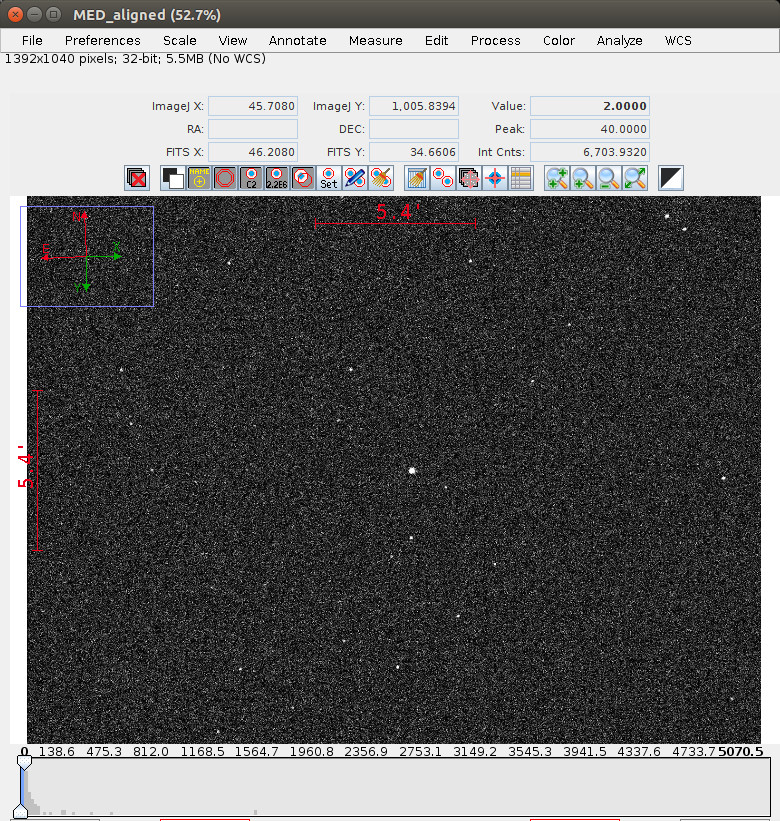 MED_aligned (52.7%)
File Preferences Scale View Annotate Measure Edit Process Color Analyze WCS
1392x1040 pixels; 32-bit; 5.5MB (No WCS)
ImageJ X: 45.7080 ImageJ Y: 1,005.8394 Value: 2.0000
RA: DEC: Peak: 40.0000
FITS X: 46.2080 FITS Y: 34.6606 Int Cnts: 6,703.9320
NAME C2 2.2E6 Set
5.4'
N
E X
Y
5.4'
0 138.6 475.3 812.0 1168.5 1564.7 1960.8 2356.9 2753.1 3149.2 3545.3 3941.5 4337.6 4733.7 5070.5